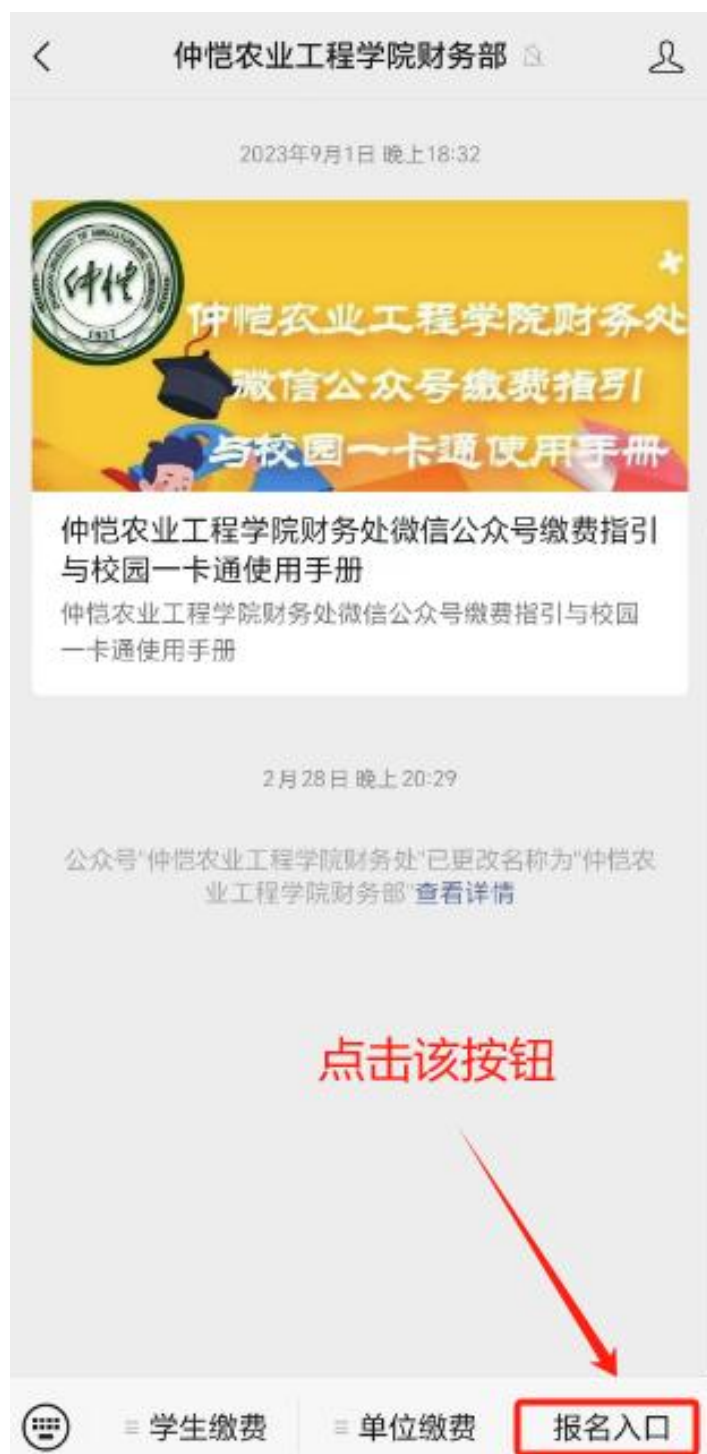 仲恺农业工程学院财务部
2023年9月1日 晚上18:32
仲恺
1927
仲恺农业工程学院财务处
微信公众号缴费指引
与校园一卡通使用手册
仲恺农业工程学院财务处微信公众号缴费指引
与校园一卡通使用手册
仲恺农业工程学院财务处微信公众号缴费指引与校园
一卡通使用手册
2月28日 晚上20:29
公众号"仲恺农业工程学院财务处"已更改名称为"仲恺农
业工程学院财务部"查看详情
点击该按钮
学生缴费 单位缴费 报名入口